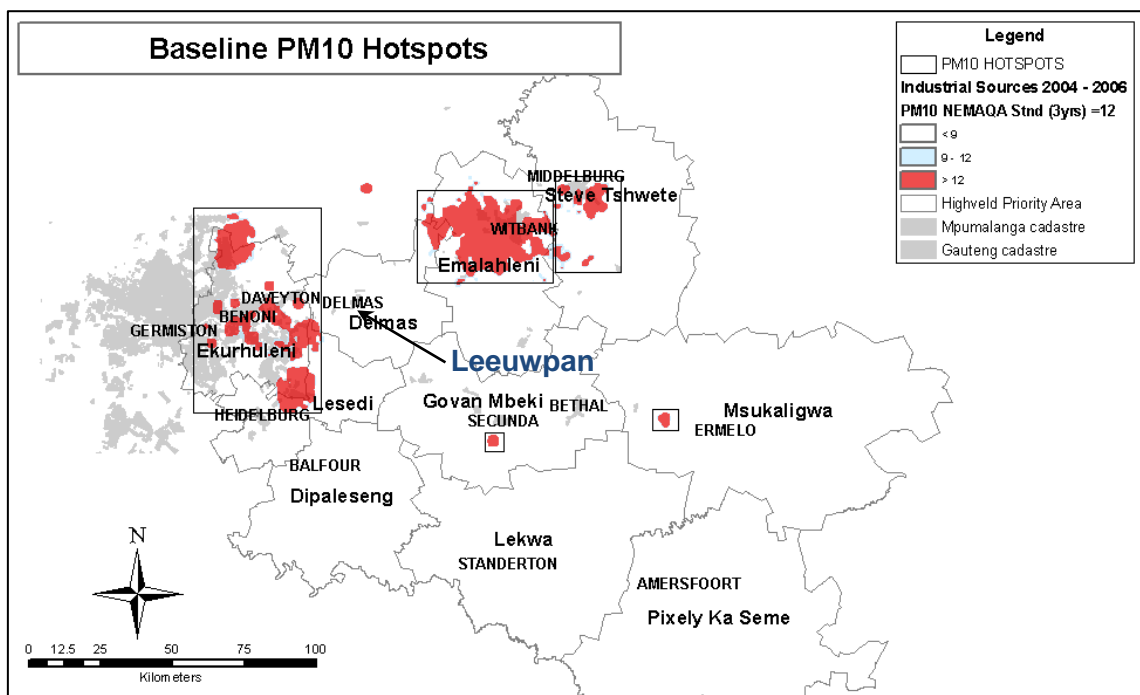 Baseline PM10 Hotspots
Legend
PM10 HOTSPOTS
Industrial Sources 2004 - 2006
PM10 NEMAQA Stnd (3yrs) =12
< 9
9 - 12
> 12
Highveld Priority Area
Mpumalanga cadastre
Gauteng cadastre
MIDDELBURG
Steve Tshwete
WITBANK
Emalahleni
DAVEYTON
DELMAS
BENONI
Delmas
GERMISTON
Ekurhuleni
Leeuwpan
HEIDELBURG
Lesedi
Govan Mbeki
BETHAL
SECUNDA
Msukaligwa
ERMELO
BALFOUR
Dipaleseng
Lekwa
STANDERTON
AMERSFOORT
Pixely Ka Seme
N
0 12.5 25 50 75 100
Kilometers